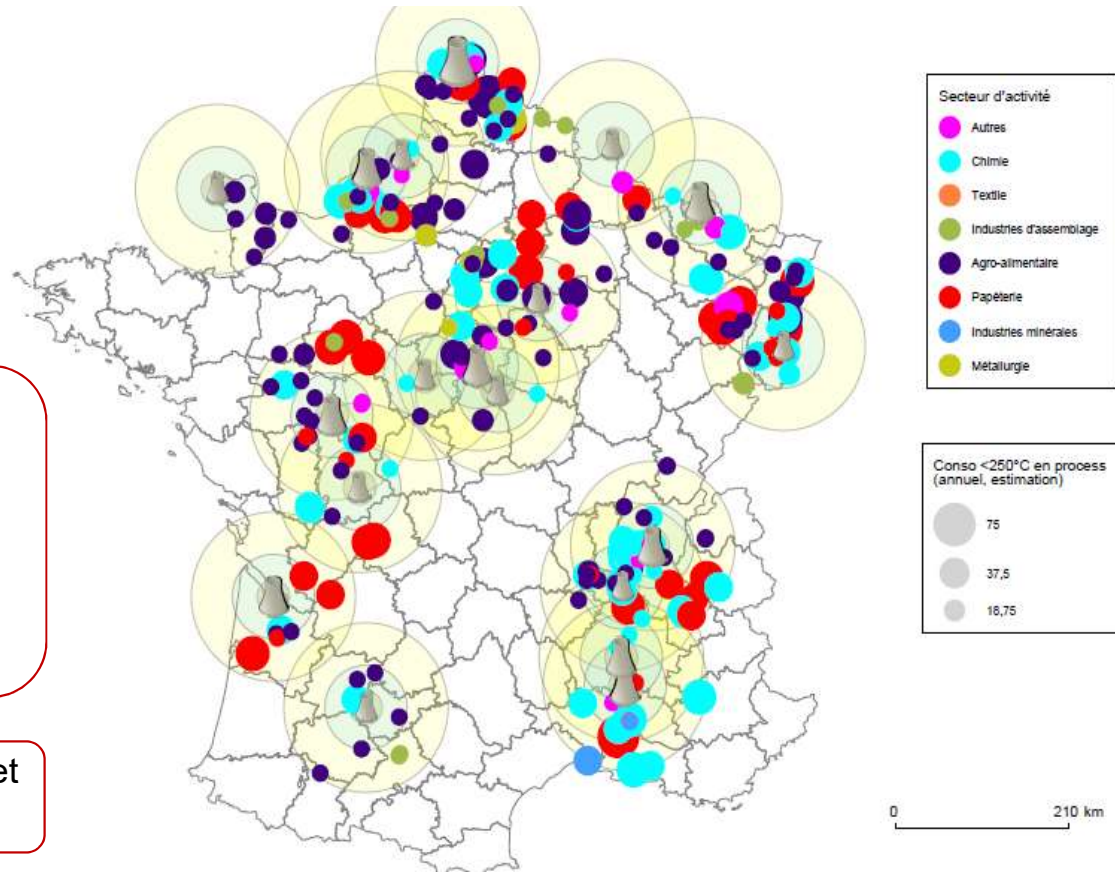 Secteur d'activité
Autres
Chimie
Textile
Industries d'assemblage
Agro-alimentaire
Papèterie
Industries minérales
Métallurgie
Conso <250°C en process
(annuel, estimation)
75
37,5
16,75
et
0 210 km